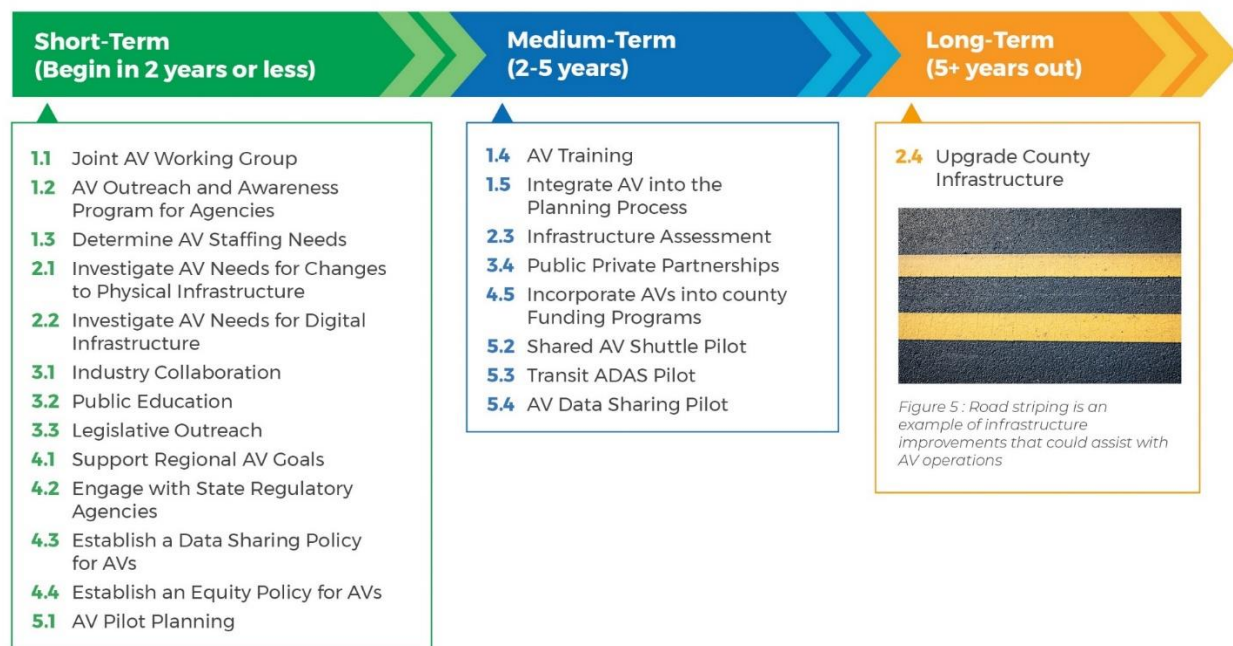 Short-Term
(Begin in 2 years or less)
Medium-Term
(2-5 years)
Long-Term
(5+ years out)
1.1 Joint AV Working Group
1.2 AV Outreach and Awareness
Program for Agencies
1.3 Determine AV Staffing Needs
2.1 Investigate AV Needs for Changes
to Physical Infrastructure
2.2 Investigate AV Needs for Digital
Infrastructure
3.1 Industry Collaboration
3.2 Public Education
3.3 Legislative Outreach
4.1 Support Regional AV Goals
4.2 Engage with State Regulatory
Agencies
4.3 Establish a Data Sharing Policy
for AVs
4.4 Establish an Equity Policy for AVs
5.1 AV Pilot Planning
1.4 AV Training
1.5 Integrate AV into the
Planning Process
2.3 Infrastructure Assessment
3.4 Public Private Partnerships
4.5 Incorporate AVs into county
Funding Programs
5.2 Shared AV Shuttle Pilot
5.3 Transit ADAS Pilot
5.4 AV Data Sharing Pilot
2.4 Upgrade County
Infrastructure
Figure 5 : Road striping is an
example of infrastructure
improvements that could assist with
AV operations